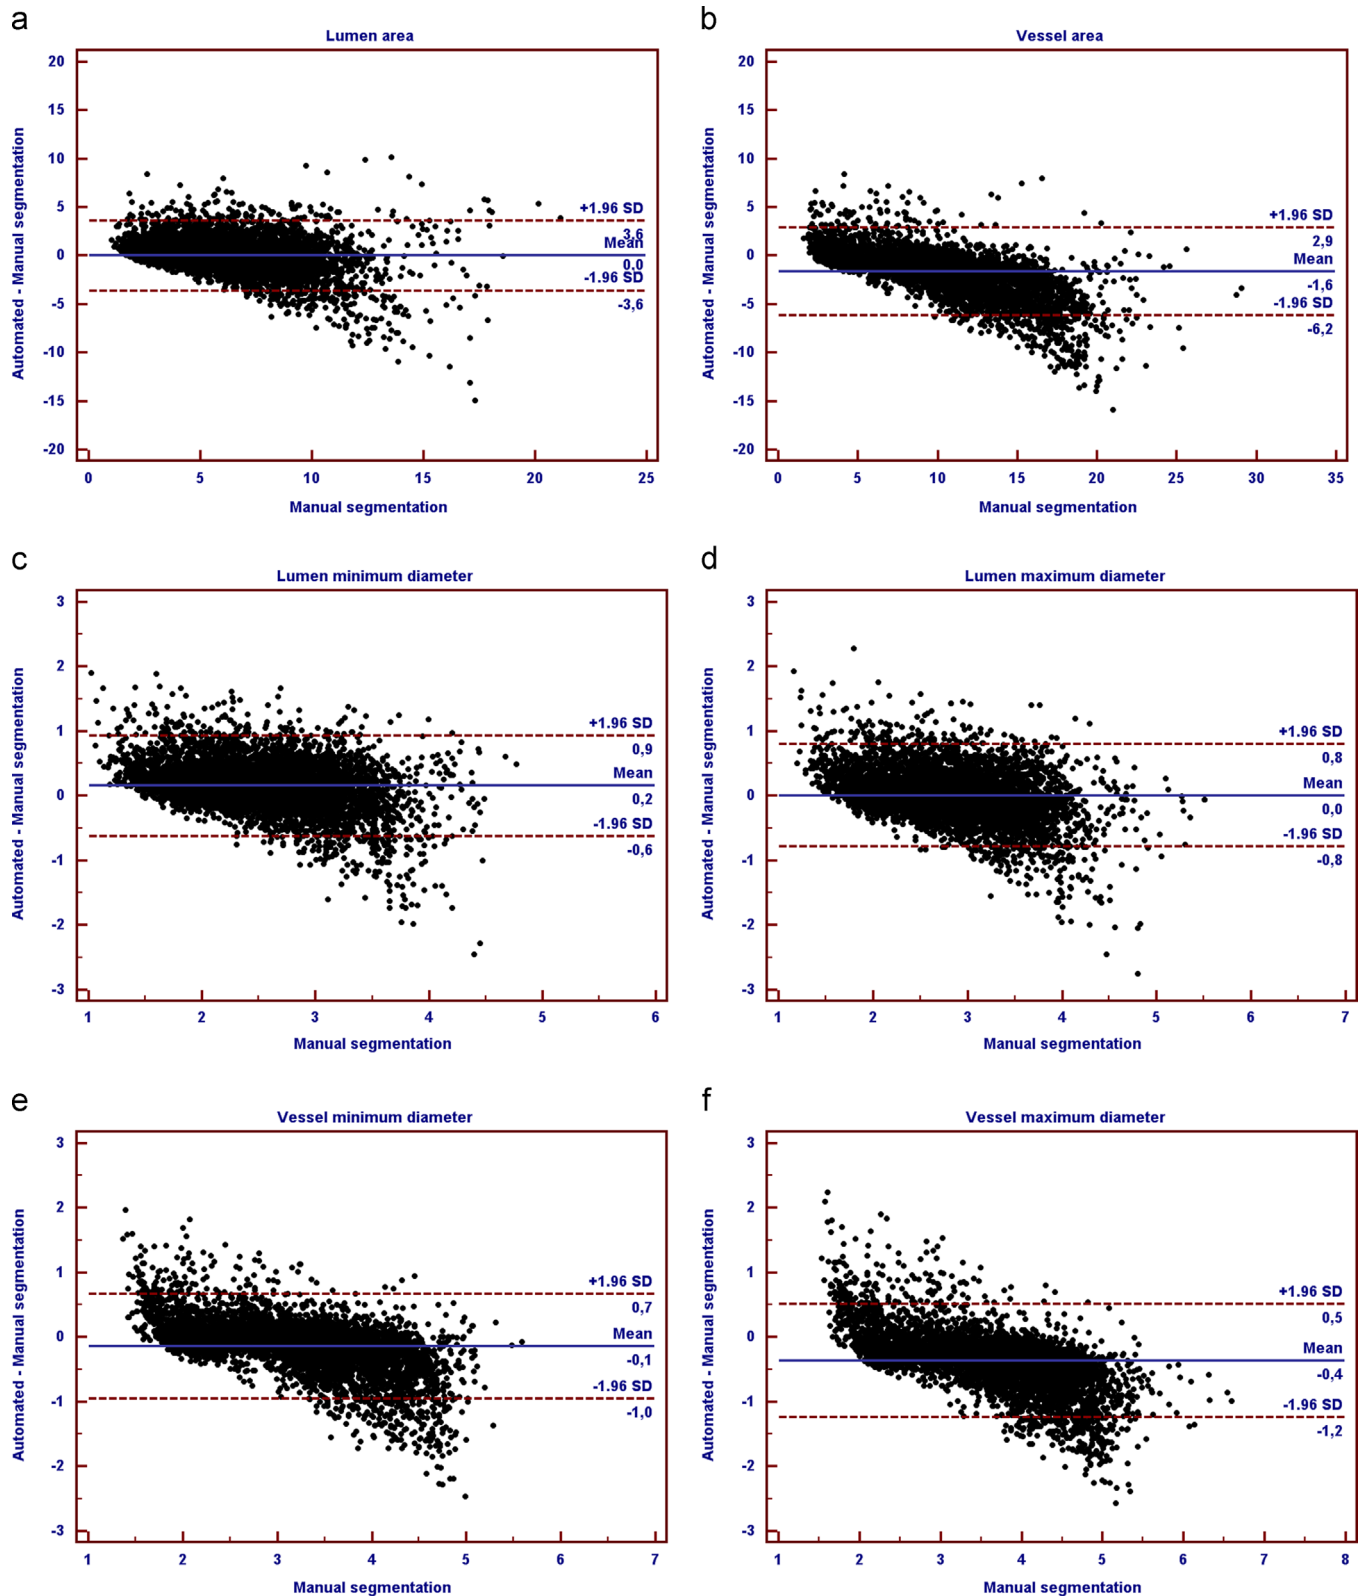 a
Lumen area
Automated - Manual segmentation
20
15
10
5
0
-5
-10
-15
-20
+1.96 SD
3,6
Mean
0,0
-1.96 SD
-3,6
0 5 10 15 20 25
Manual segmentation
b
Vessel area
Automated - Manual segmentation
20
15
10
5
0
-5
-10
-15
-20
+1.96 SD
2,9
Mean
-1,6
-1.96 SD
-6,2
0 5 10 15 20 25 30 35
Manual segmentation
c
Lumen minimum diameter
Automated - Manual segmentation
3
2
1
0
-1
-2
-3
+1.96 SD
0,9
Mean
0,2
-1.96 SD
-0,6
1 2 3 4 5 6
Manual segmentation
d
Lumen maximum diameter
Automated - Manual segmentation
3
2
1
0
-1
-2
-3
+1.96 SD
0,8
Mean
0,0
-1.96 SD
-0,8
1 2 3 4 5 6 7
Manual segmentation
e
Vessel minimum diameter
Automated - Manual segmentation
3
2
1
0
-1
-2
-3
+1.96 SD
0,7
Mean
-0,1
-1.96 SD
-1,0
1 2 3 4 5 6 7
Manual segmentation
f
Vessel maximum diameter
Automated - Manual segmentation
3
2
1
0
-1
-2
-3
+1.96 SD
0,5
Mean
-0,4
-1.96 SD
-1,2
1 2 3 4 5 6 7 8
Manual segmentation